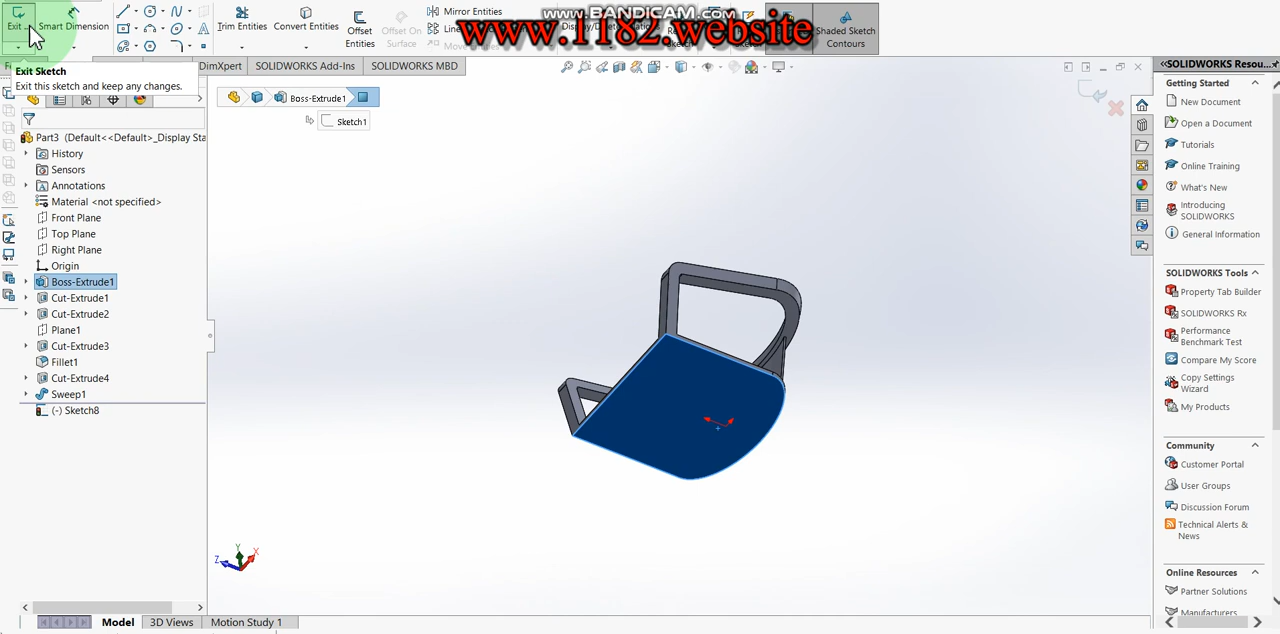 Exit ...
Smart Dimension
Trim Entities
Convert Entities
Offset Entities
Offset On Surface
Mirror Entities
www.BANDICAM.com
www.1182.website
Shaded Sketch Contours
Exit Sketch
Exit this sketch and keep any changes.
DimXpert
SOLIDWORKS Add-Ins
SOLIDWORKS MBD
Boss-Extrude1
Sketch1
Part3 (Default<<Default>_Display Sta
History
Sensors
Annotations
Material <not specified>
Front Plane
Top Plane
Right Plane
Origin
Boss-Extrude1
Cut-Extrude1
Cut-Extrude2
Plane1
Cut-Extrude3
Fillet1
Cut-Extrude4
Sweep1
(-) Sketch8
Y
X
Z
Model
3D Views
Motion Study 1
SOLIDWORKS Resou...
Getting Started
New Document
Open a Document
Tutorials
Online Training
What's New
Introducing SOLIDWORKS
General Information
SOLIDWORKS Tools
Property Tab Builder
SOLIDWORKS Rx
Performance Benchmark Test
Compare My Score
Copy Settings Wizard
My Products
Community
Customer Portal
User Groups
Discussion Forum
Technical Alerts & News
Online Resources
Partner Solutions
Manufacturers